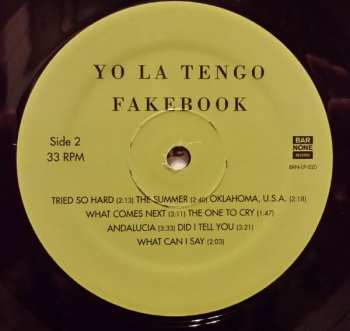 YO LA TENGO
FAKEBOOK
Side 2
33 RPM
BAR
NONE
RECORDS
TRIED SO HARD (2:13) THE SUMMER (2:40) OKLAHOMA, U.S.A. (2:18)
WHAT COMES NEXT (3:11) THE ONE TO CRY (1:47)
ANDALUCIA (3:33) DID I TELL YOU (3:21)
WHAT CAN I SAY (2:03)